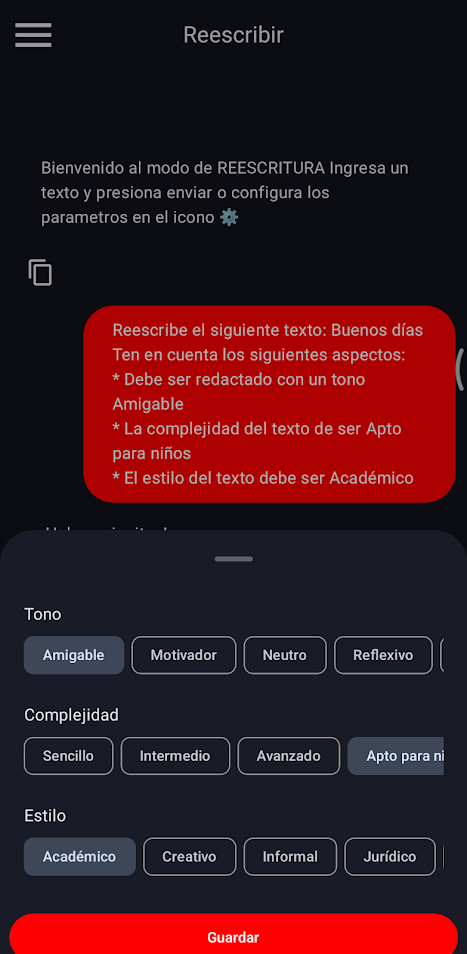 Reescribir
Bienvenido al modo de REESCRITURA Ingresa un
texto y presiona enviar o configura los
parametros en el icono ⚙️
Reescribe el siguiente texto: Buenos días
Ten en cuenta los siguientes aspectos:
* Debe ser redactado con un tono
Amigable
* La complejidad del texto de ser Apto
para niños
* El estilo del texto debe ser Académico
Tono
Amigable Motivador Neutro Reflexivo
Complejidad
Sencillo Intermedio Avanzado Apto para
Estilo
Académico Creativo Informal Jurídico
Guardar